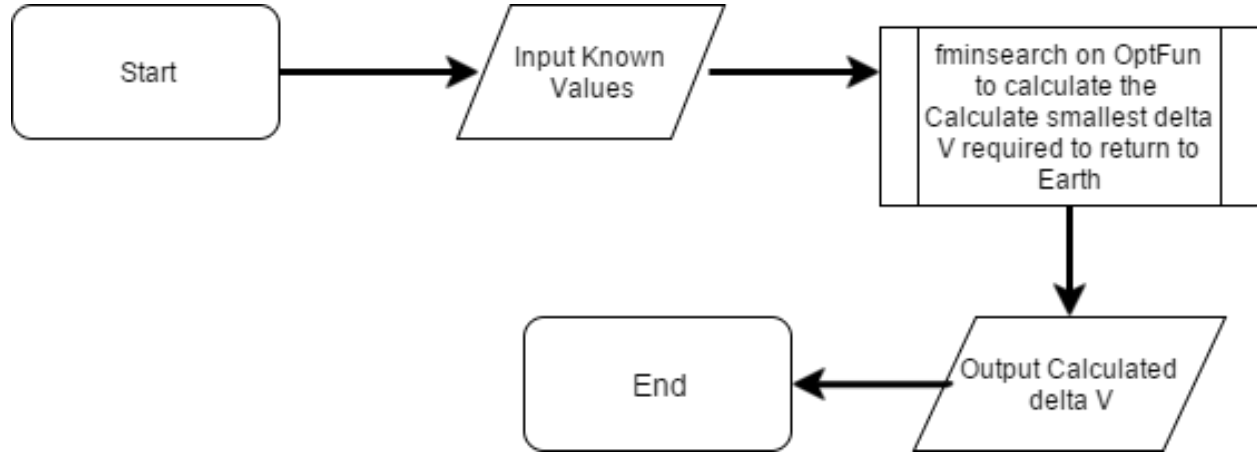 Start
Input Known
Values
fminsearch on OptFun
to calculate the
Calculate smallest delta
V required to return to
Earth
Output Calculated
delta V
End